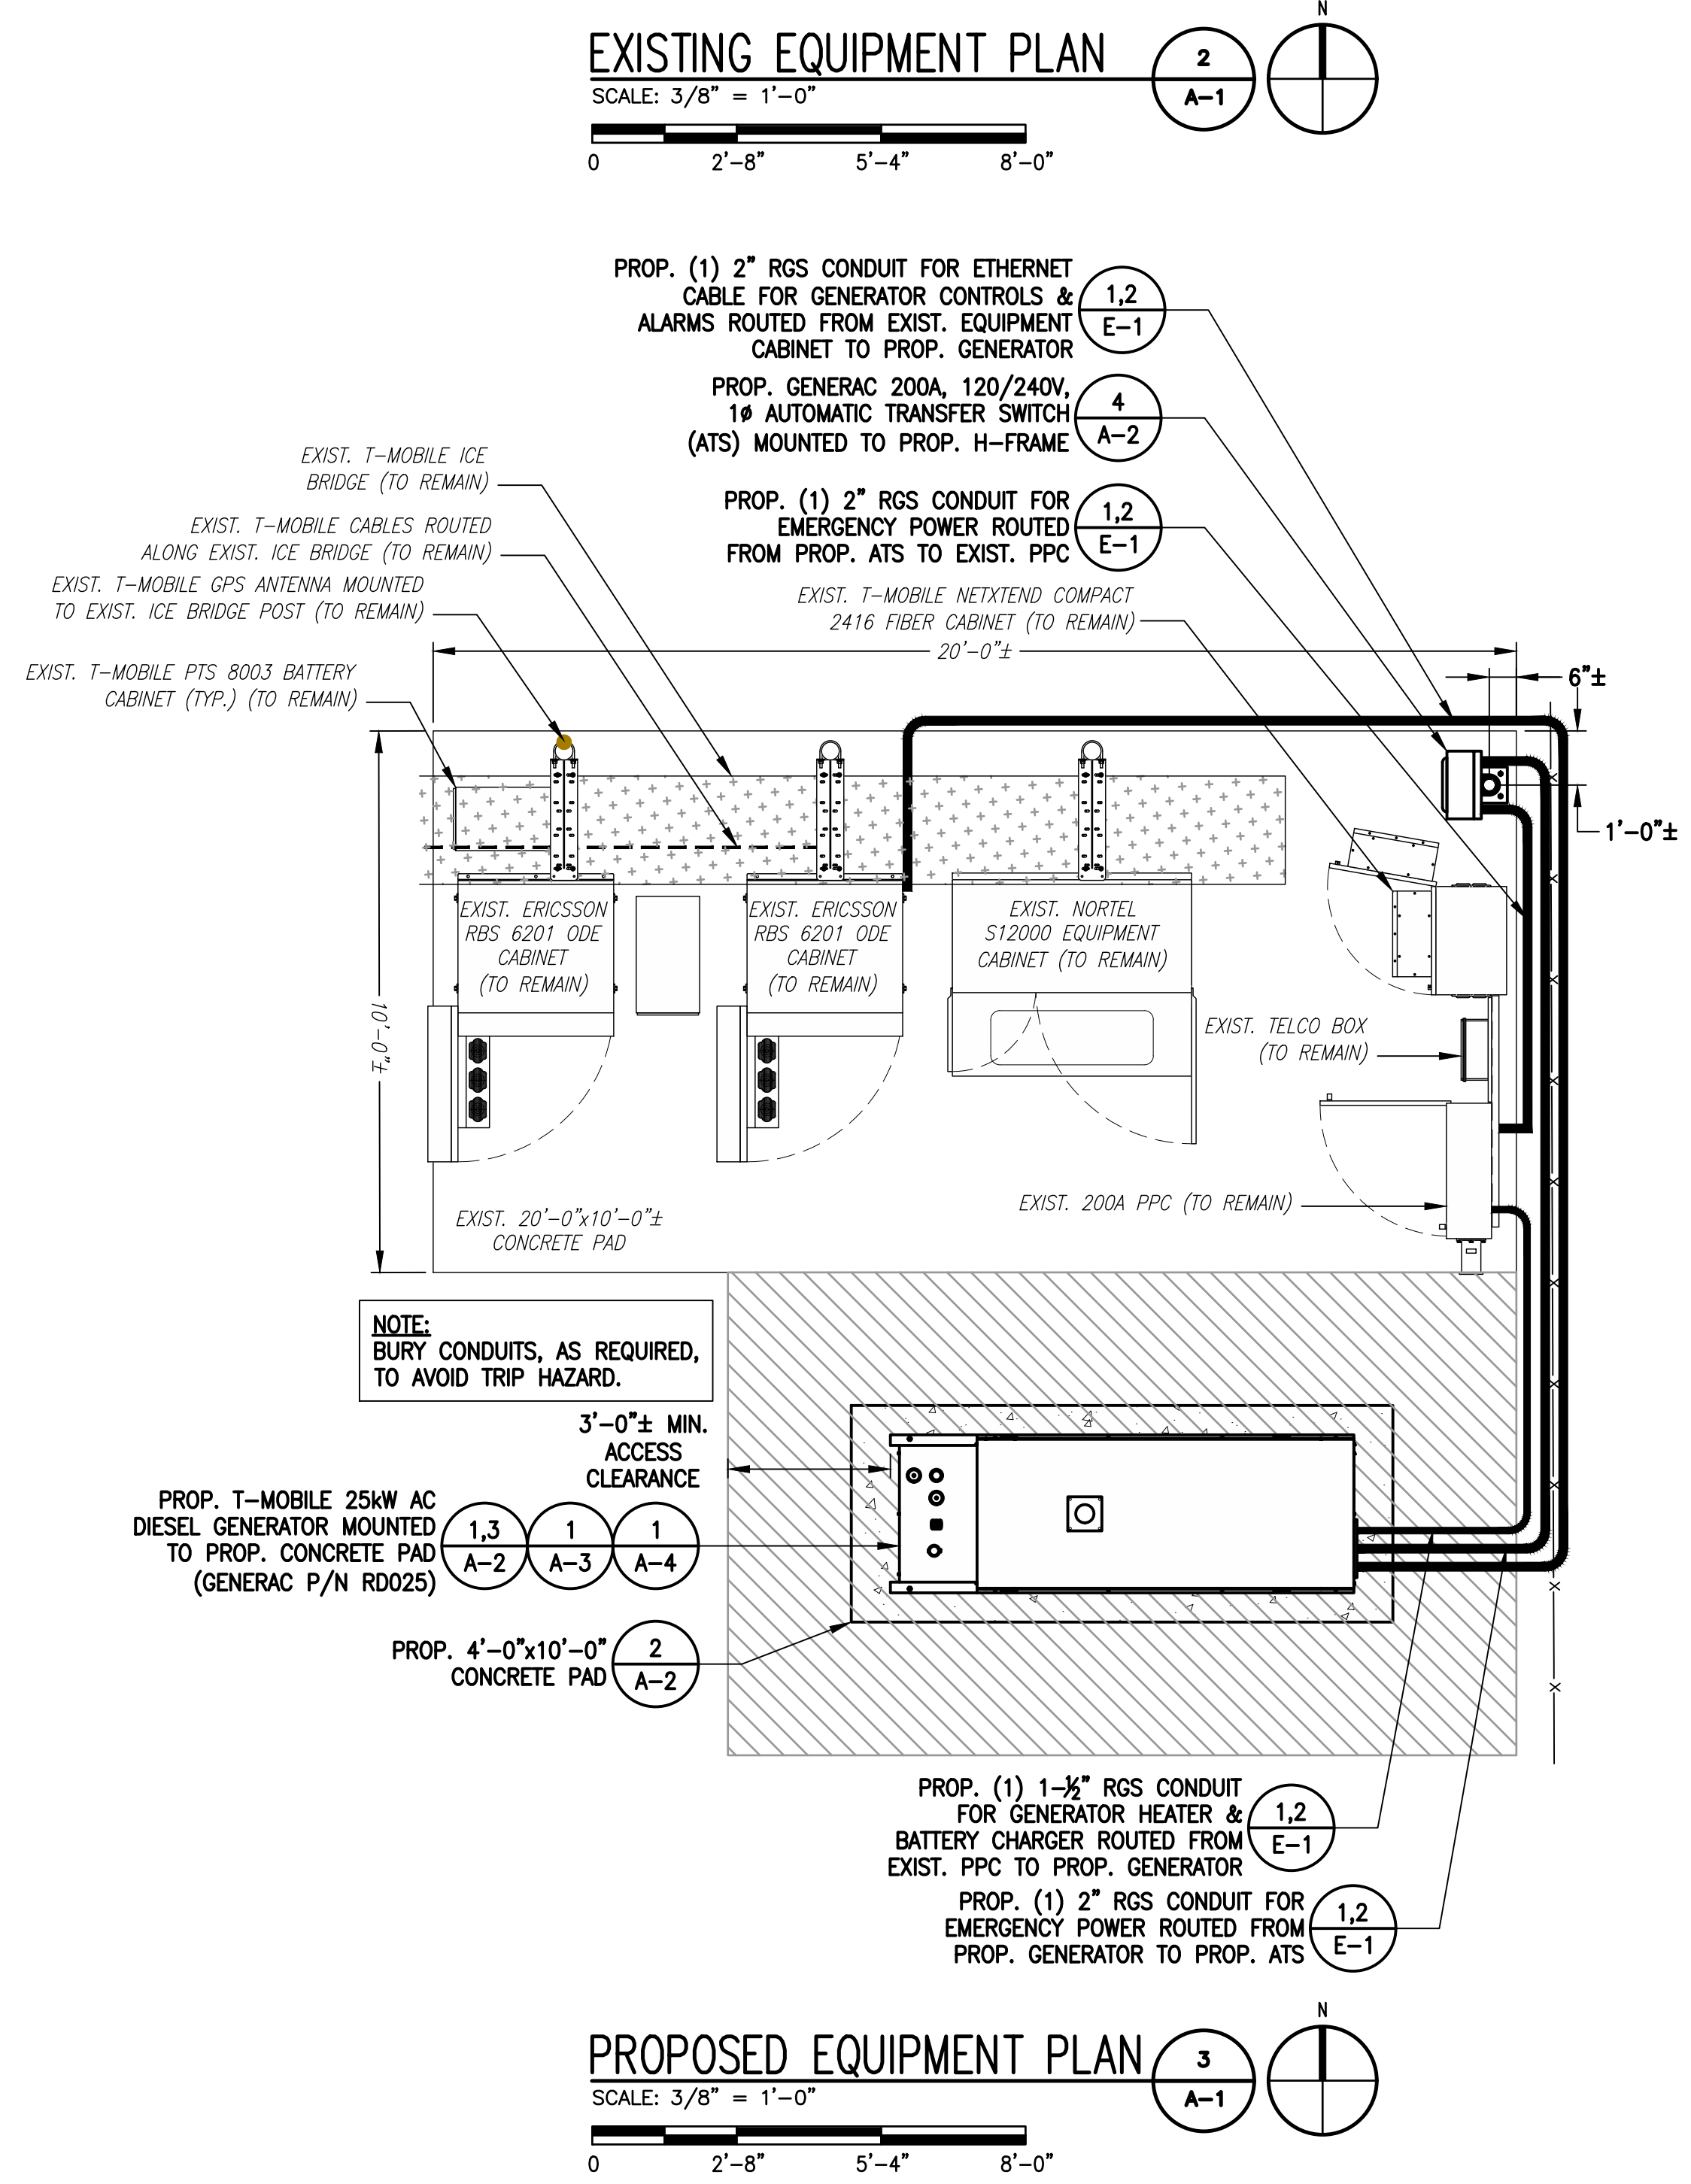 N
EXISTING EQUIPMENT PLAN
2
A-1
SCALE: 3/8" = 1'-0"
0
2'-8"
5'-4"
8'-0"
PROP. (1) 2" RGS CONDUIT FOR ETHERNET
CABLE FOR GENERATOR CONTROLS &
ALARMS ROUTED FROM EXIST. EQUIPMENT
CABINET TO PROP. GENERATOR
1,2
E-1
PROP. GENERAC 200A, 120/240V,
1ø AUTOMATIC TRANSFER SWITCH
(ATS) MOUNTED TO PROP. H-FRAME
4
A-2
PROP. (1) 2" RGS CONDUIT FOR
EMERGENCY POWER ROUTED
FROM PROP. ATS TO EXIST. PPC
1,2
E-1
EXIST. T-MOBILE ICE
BRIDGE (TO REMAIN)
EXIST. T-MOBILE CABLES ROUTED
ALONG EXIST. ICE BRIDGE (TO REMAIN)
EXIST. T-MOBILE GPS ANTENNA MOUNTED
TO EXIST. ICE BRIDGE POST (TO REMAIN)
EXIST. T-MOBILE NETXTEND COMPACT
2416 FIBER CABINET (TO REMAIN)
EXIST. T-MOBILE PTS 8003 BATTERY
CABINET (TYP.) (TO REMAIN)
20'-0"±
6"±
1'-0"±
10'-0"±
EXIST. ERICSSON
RBS 6201 ODE
CABINET
(TO REMAIN)
EXIST. ERICSSON
RBS 6201 ODE
CABINET
(TO REMAIN)
EXIST. NORTEL
S12000 EQUIPMENT
CABINET (TO REMAIN)
EXIST. TELCO BOX
(TO REMAIN)
EXIST. 200A PPC (TO REMAIN)
EXIST. 20'-0"x10'-0"±
CONCRETE PAD
NOTE:
BURY CONDUITS, AS REQUIRED,
TO AVOID TRIP HAZARD.
3'-0"± MIN.
ACCESS
CLEARANCE
PROP. T-MOBILE 25kW AC
DIESEL GENERATOR MOUNTED
TO PROP. CONCRETE PAD
(GENERAC P/N RD025)
1,3
A-2
1
A-3
1
A-4
PROP. 4'-0"x10'-0"
CONCRETE PAD
2
A-2
PROP. (1) 1-½" RGS CONDUIT
FOR GENERATOR HEATER &
BATTERY CHARGER ROUTED FROM
EXIST. PPC TO PROP. GENERATOR
1,2
E-1
PROP. (1) 2" RGS CONDUIT FOR
EMERGENCY POWER ROUTED FROM
PROP. GENERATOR TO PROP. ATS
1,2
E-1
N
PROPOSED EQUIPMENT PLAN
3
A-1
SCALE: 3/8" = 1'-0"
0
2'-8"
5'-4"
8'-0"